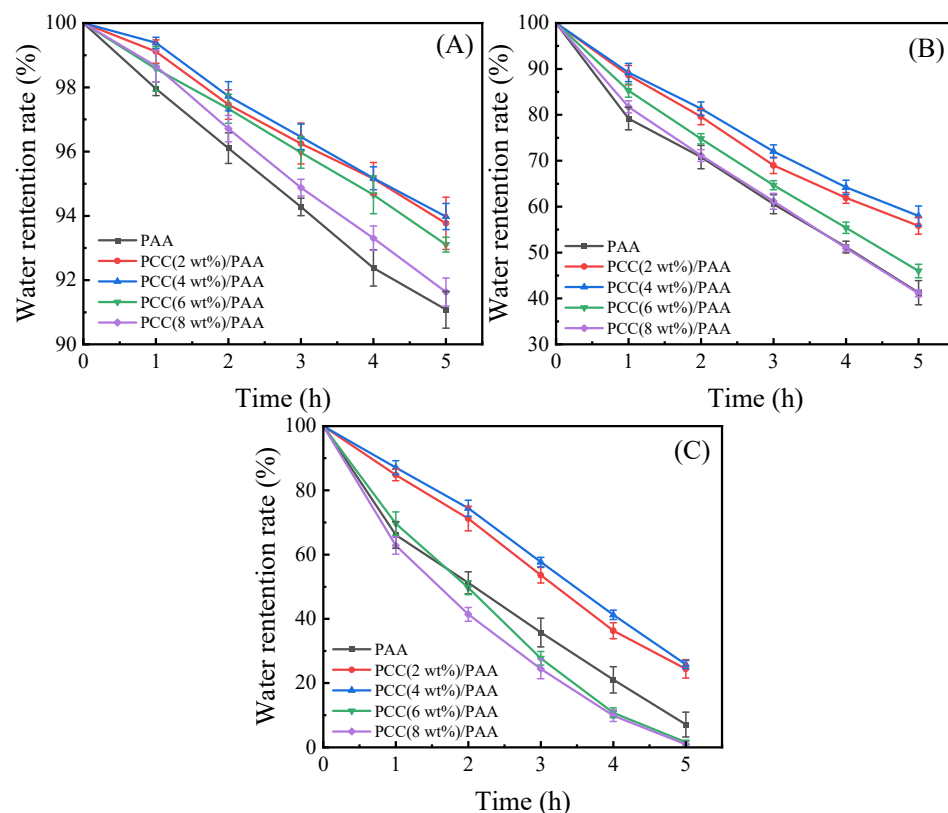 (A)
Water rentention rate (%)
100
98
96
94
92
90
PAA
PCC(2 wt%)/PAA
PCC(4 wt%)/PAA
PCC(6 wt%)/PAA
PCC(8 wt%)/PAA
0 1 2 3 4 5
Time (h)
(B)
Water rentention rate (%)
100
90
80
70
60
50
40
30
PAA
PCC(2 wt%)/PAA
PCC(4 wt%)/PAA
PCC(6 wt%)/PAA
PCC(8 wt%)/PAA
0 1 2 3 4 5
Time (h)
(C)
Water rentention rate (%)
100
80
60
40
20
0
PAA
PCC(2 wt%)/PAA
PCC(4 wt%)/PAA
PCC(6 wt%)/PAA
PCC(8 wt%)/PAA
0 1 2 3 4 5
Time (h)